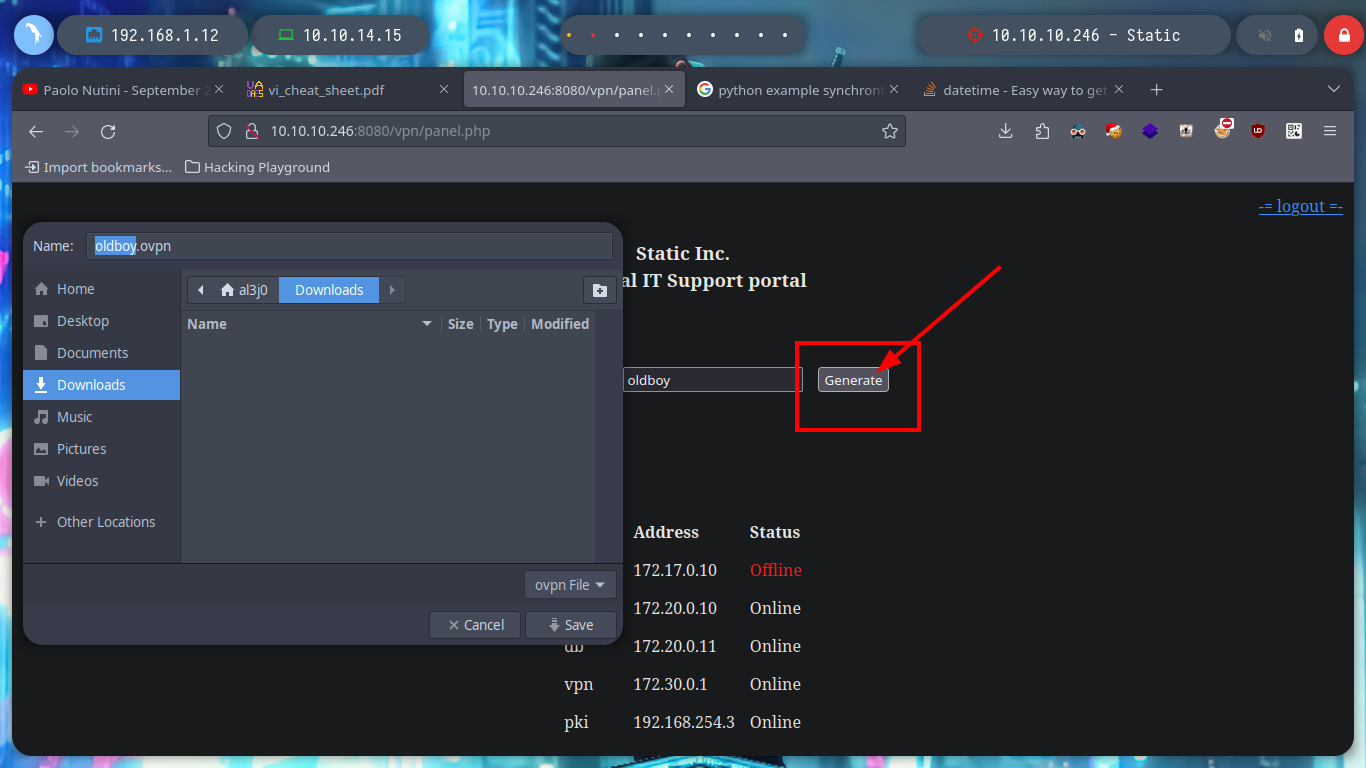 192.168.1.12
10.10.14.15
10.10.10.246 – Static
Paolo Nutini - September 2
vi_cheat_sheet.pdf
10.10.10.246:8080/vpn/panel.p
python example synchroni
datetime - Easy way to get
10.10.10.246:8080/vpn/panel.php
Import bookmarks...
Hacking Playground
-= logout =-
Name:
oldboy.ovpn
Static Inc.
al IT Support portal
Home
al3j0
Downloads
Desktop
Name
Size
Type
Modified
Documents
Downloads
oldboy
Generate
Music
Pictures
Videos
Other Locations
Address
Status
172.17.0.10
Offline
ovpn File
172.20.0.10
Online
Cancel
Save
db
172.20.0.11
Online
vpn
172.30.0.1
Online
pki
192.168.254.3
Online